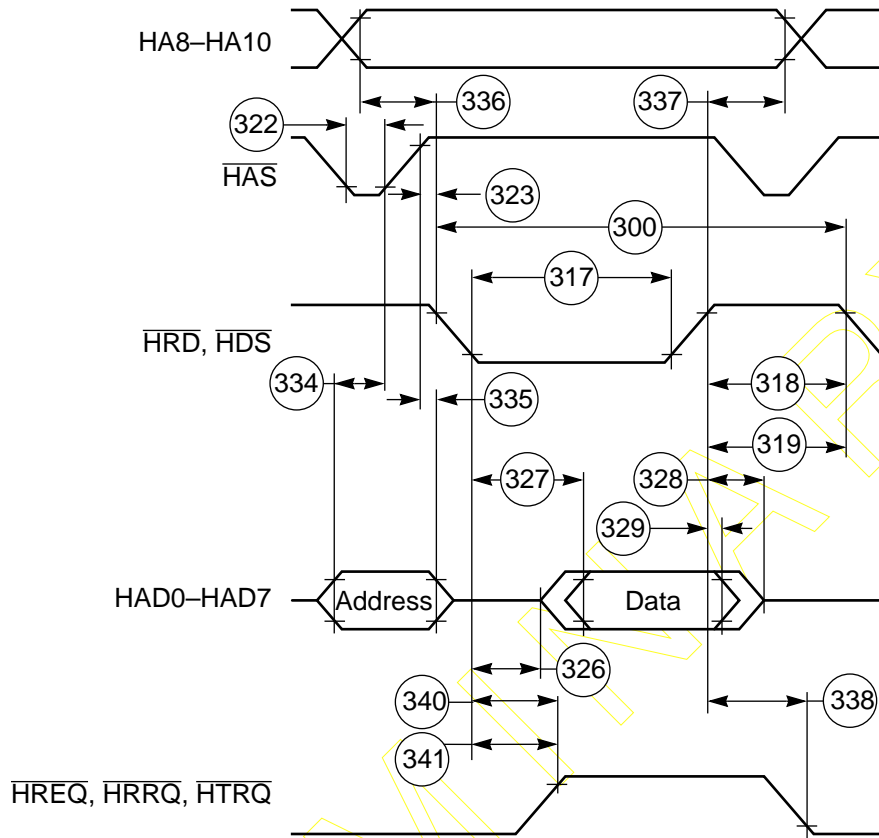 HA8–HA10
336
337
322
HAS
323
300
317
HRD, HDS
334
335
318
319
327
328
329
HAD0–HAD7
Address
Data
326
340
338
341
HREQ, HRRQ, HTRQ